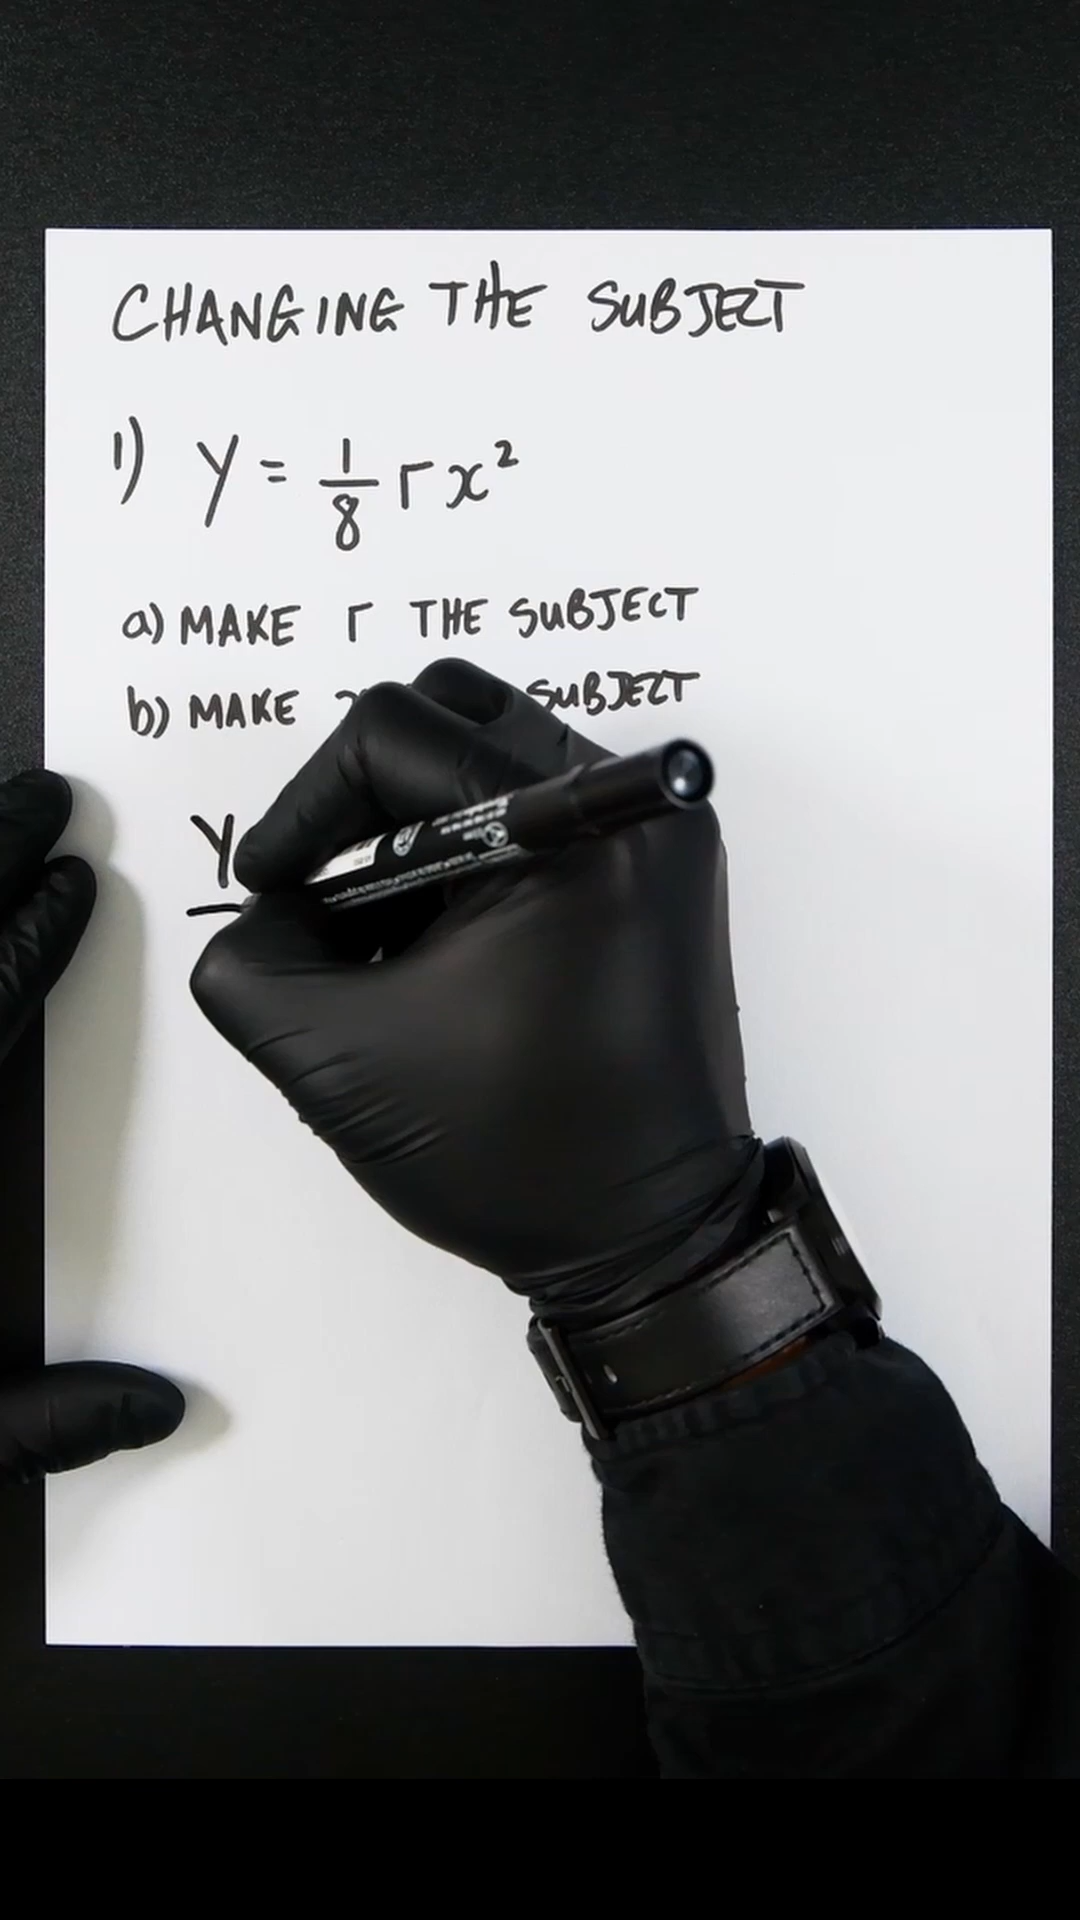 CHANGING THE SUBJECT
1) y = 1/8 r x²
a) MAKE r THE SUBJECT
b) MAKE SUBJECT
y